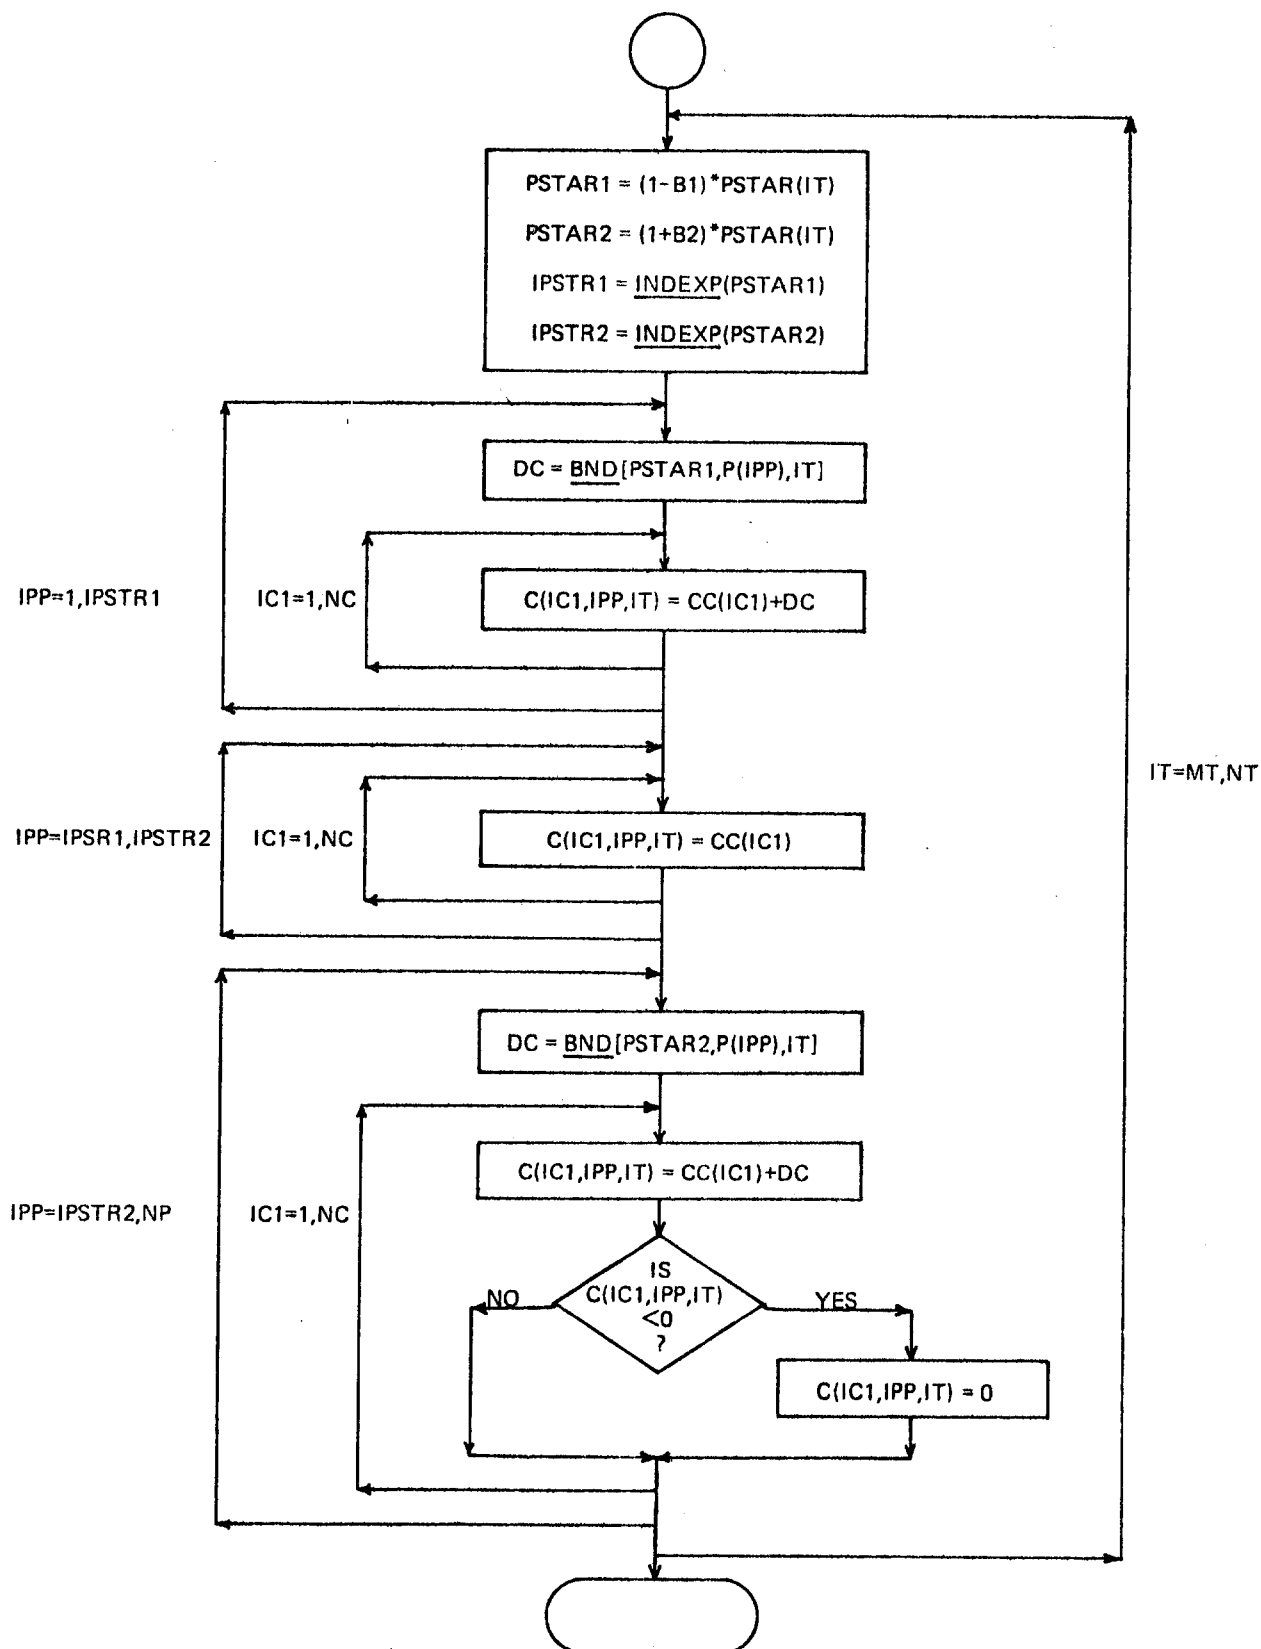 PSTAR1 = (1-B1)*PSTAR(IT)
PSTAR2 = (1+B2)*PSTAR(IT)
IPSTR1 = INDEXP(PSTAR1)
IPSTR2 = INDEXP(PSTAR2)
DC = BND[PSTAR1,P(IPP),IT]
IPP=1,IPSTR1
IC1=1,NC
C(IC1,IPP,IT) = CC(IC1)+DC
IT=MT,NT
IPP=IPSR1,IPSTR2
IC1=1,NC
C(IC1,IPP,IT) = CC(IC1)
DC = BND[PSTAR2,P(IPP),IT]
IPP=IPSTR2,NP
IC1=1,NC
C(IC1,IPP,IT) = CC(IC1)+DC
IS
C(IC1,IPP,IT)
<0
?
NO
YES
C(IC1,IPP,IT) = 0